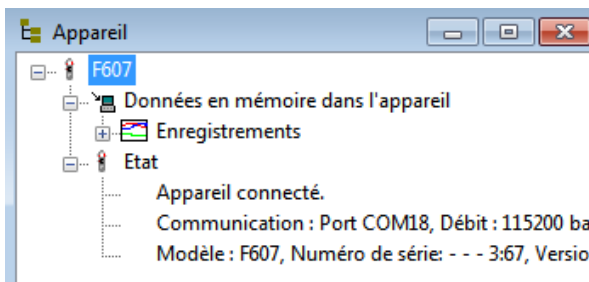 Appareil
F607
Données en mémoire dans l'appareil
Enregistrements
Etat
Appareil connecté.
Communication : Port COM18, Débit : 115200 ba
Modèle : F607, Numéro de série: - - - 3:67, Versio